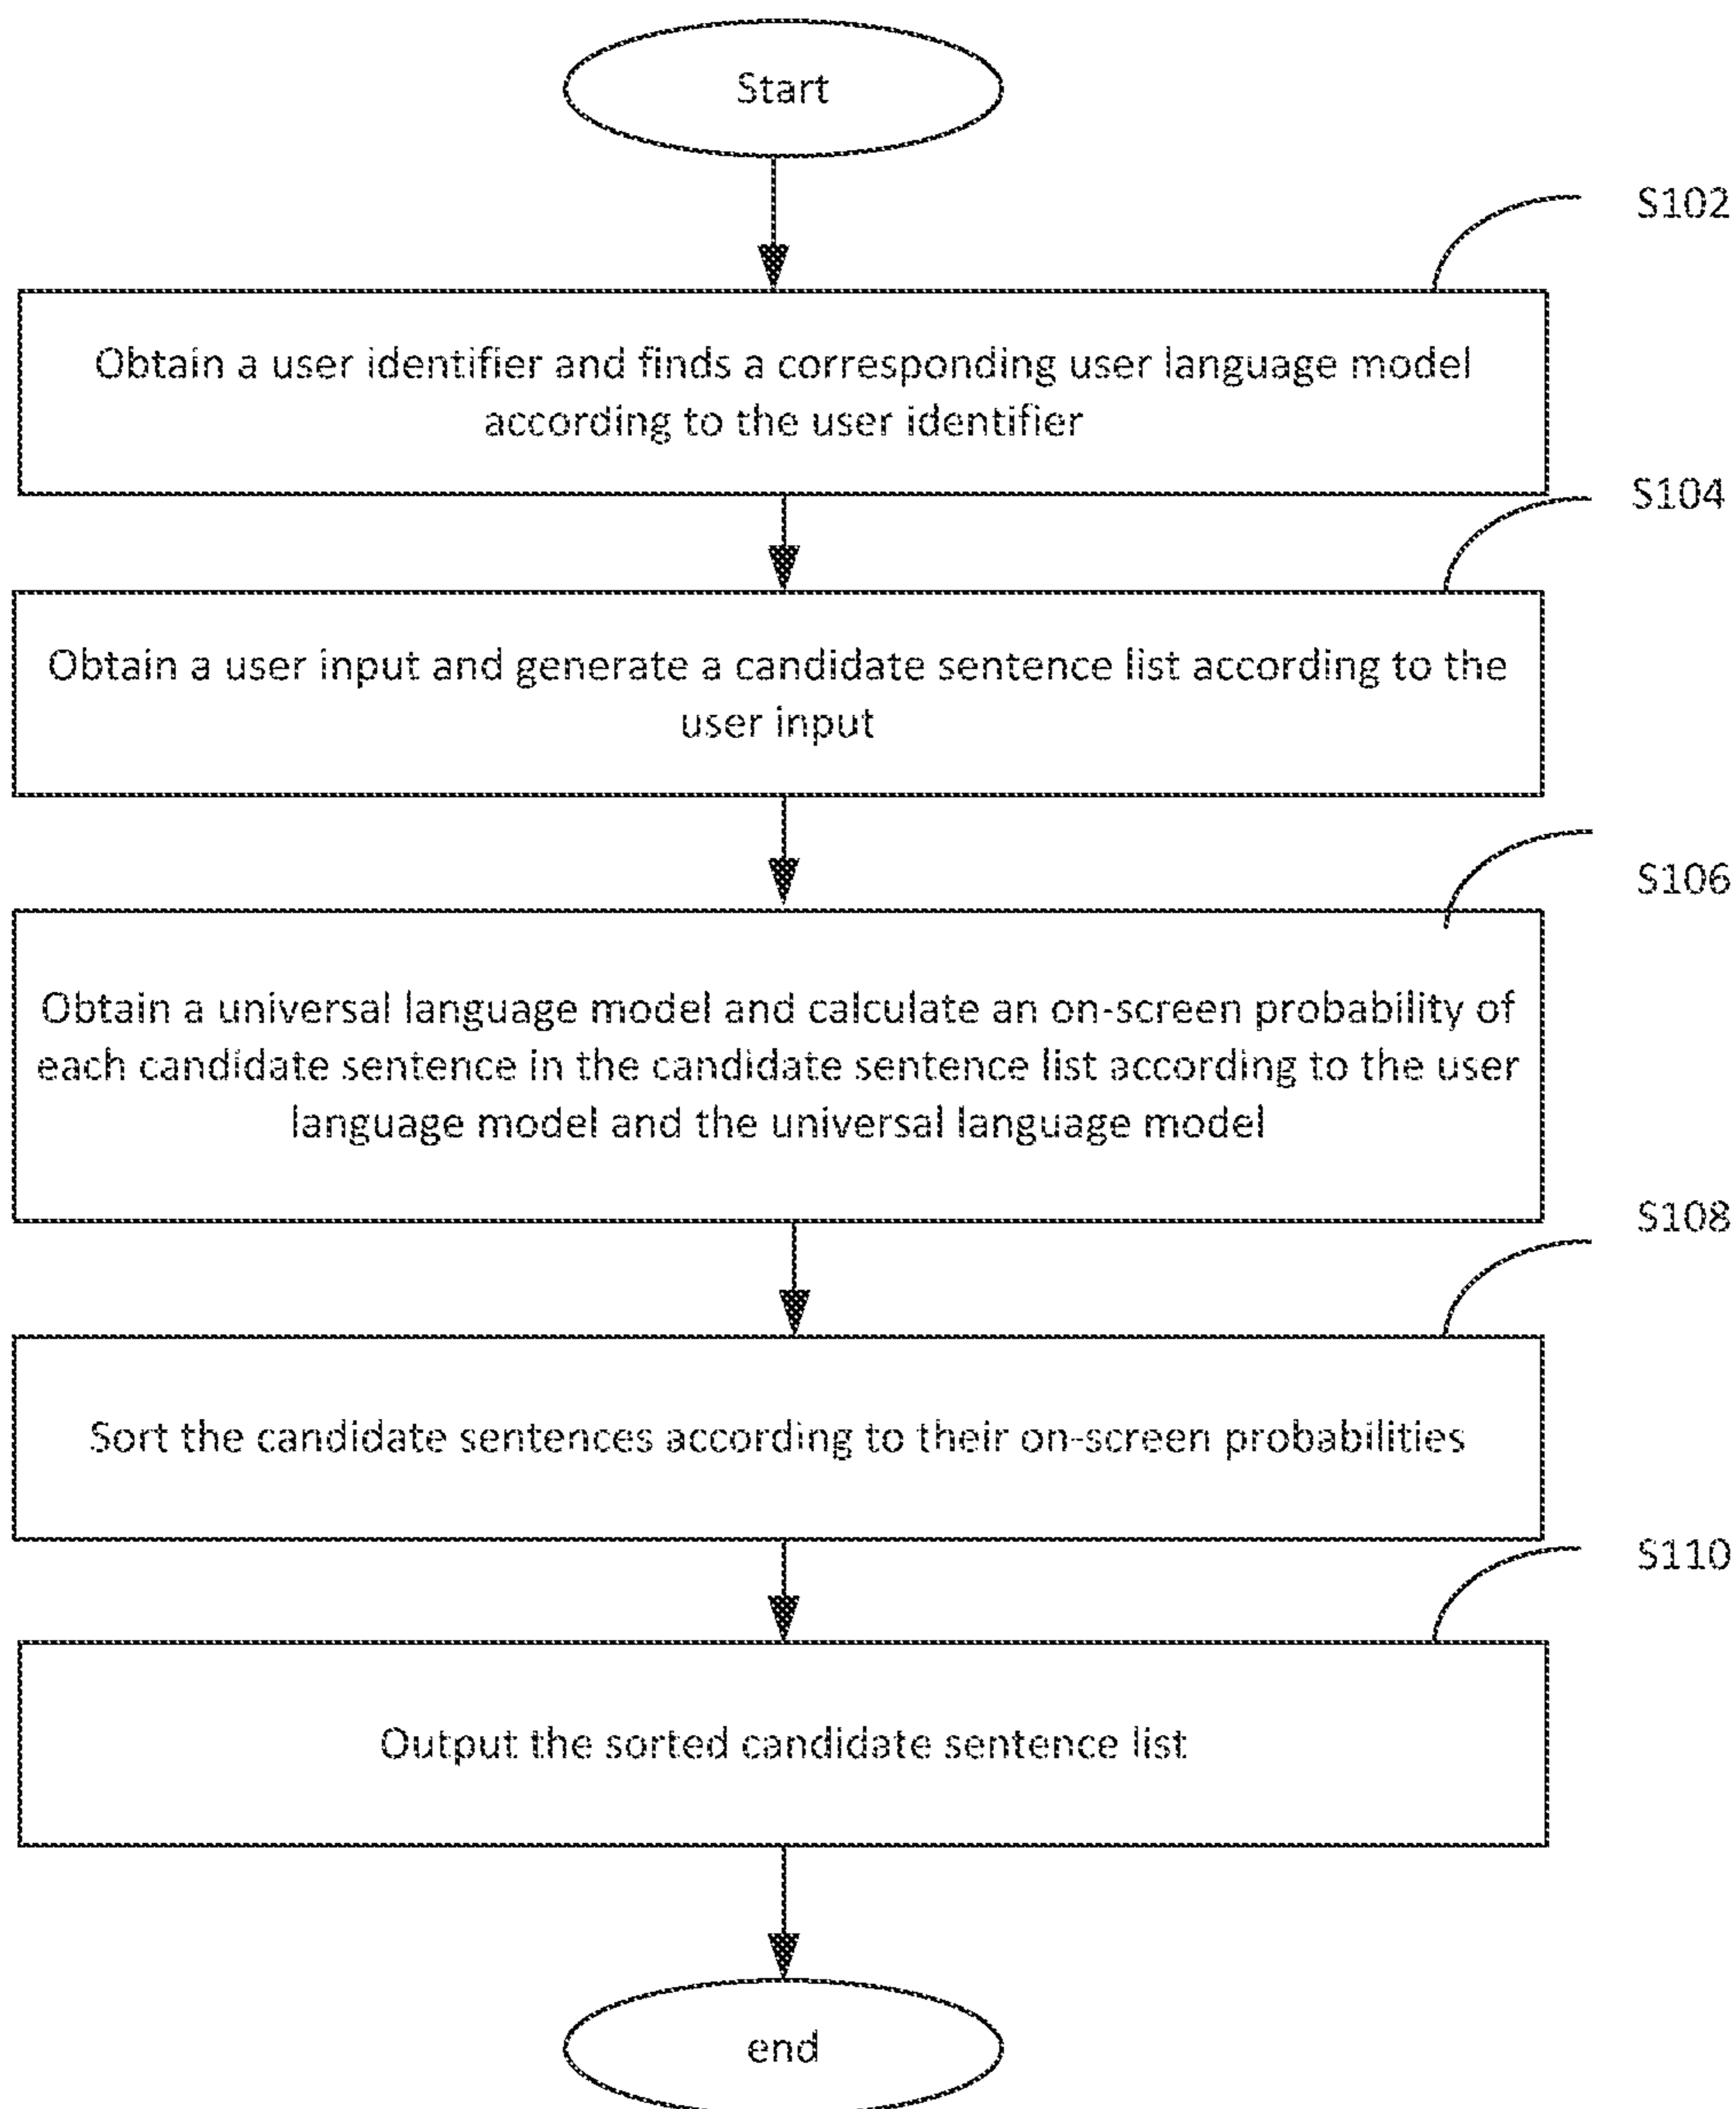 Start
S102
Obtain a user identifier and finds a corresponding user language model
according to the user identifier
S104
Obtain a user input and generate a candidate sentence list according to the
user input
S106
Obtain a universal language model and calculate an on-screen probability of
each candidate sentence in the candidate sentence list according to the user
language model and the universal language model
S108
Sort the candidate sentences according to their on-screen probabilities
S110
Output the sorted candidate sentence list
end